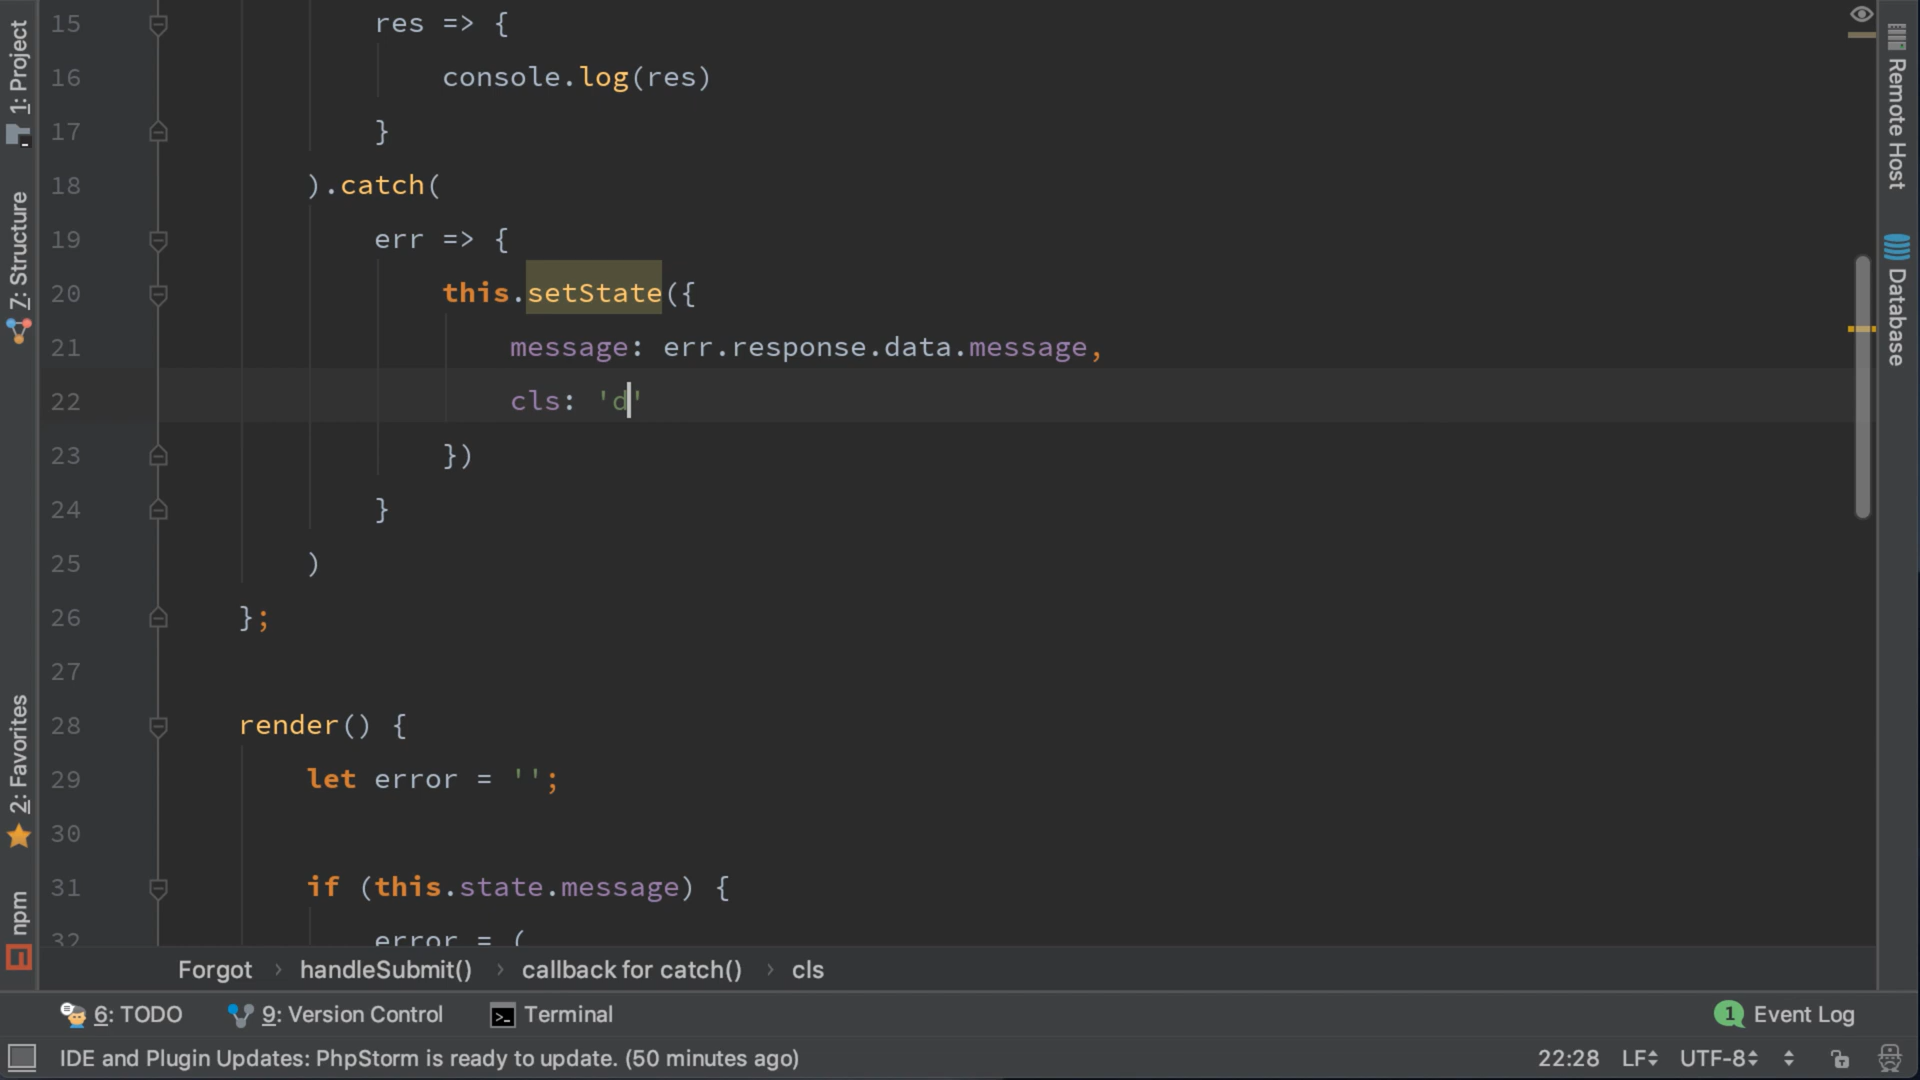 15 res => {
16 console.log(res)
17 }
18 ).catch(
19 err => {
20 this.setState({
21 message: err.response.data.message,
22 cls: 'd'
23 })
24 }
25 )
26 };
27
28 render() {
29 let error = '';
30
31 if (this.state.message) {
32 error = (
1: Project
7: Structure
2: Favorites
npm
Remote Host
Database
Forgot › handleSubmit() › callback for catch() › cls
6: TODO 9: Version Control Terminal 1 Event Log
IDE and Plugin Updates: PhpStorm is ready to update. (50 minutes ago) 22:28 LF UTF-8